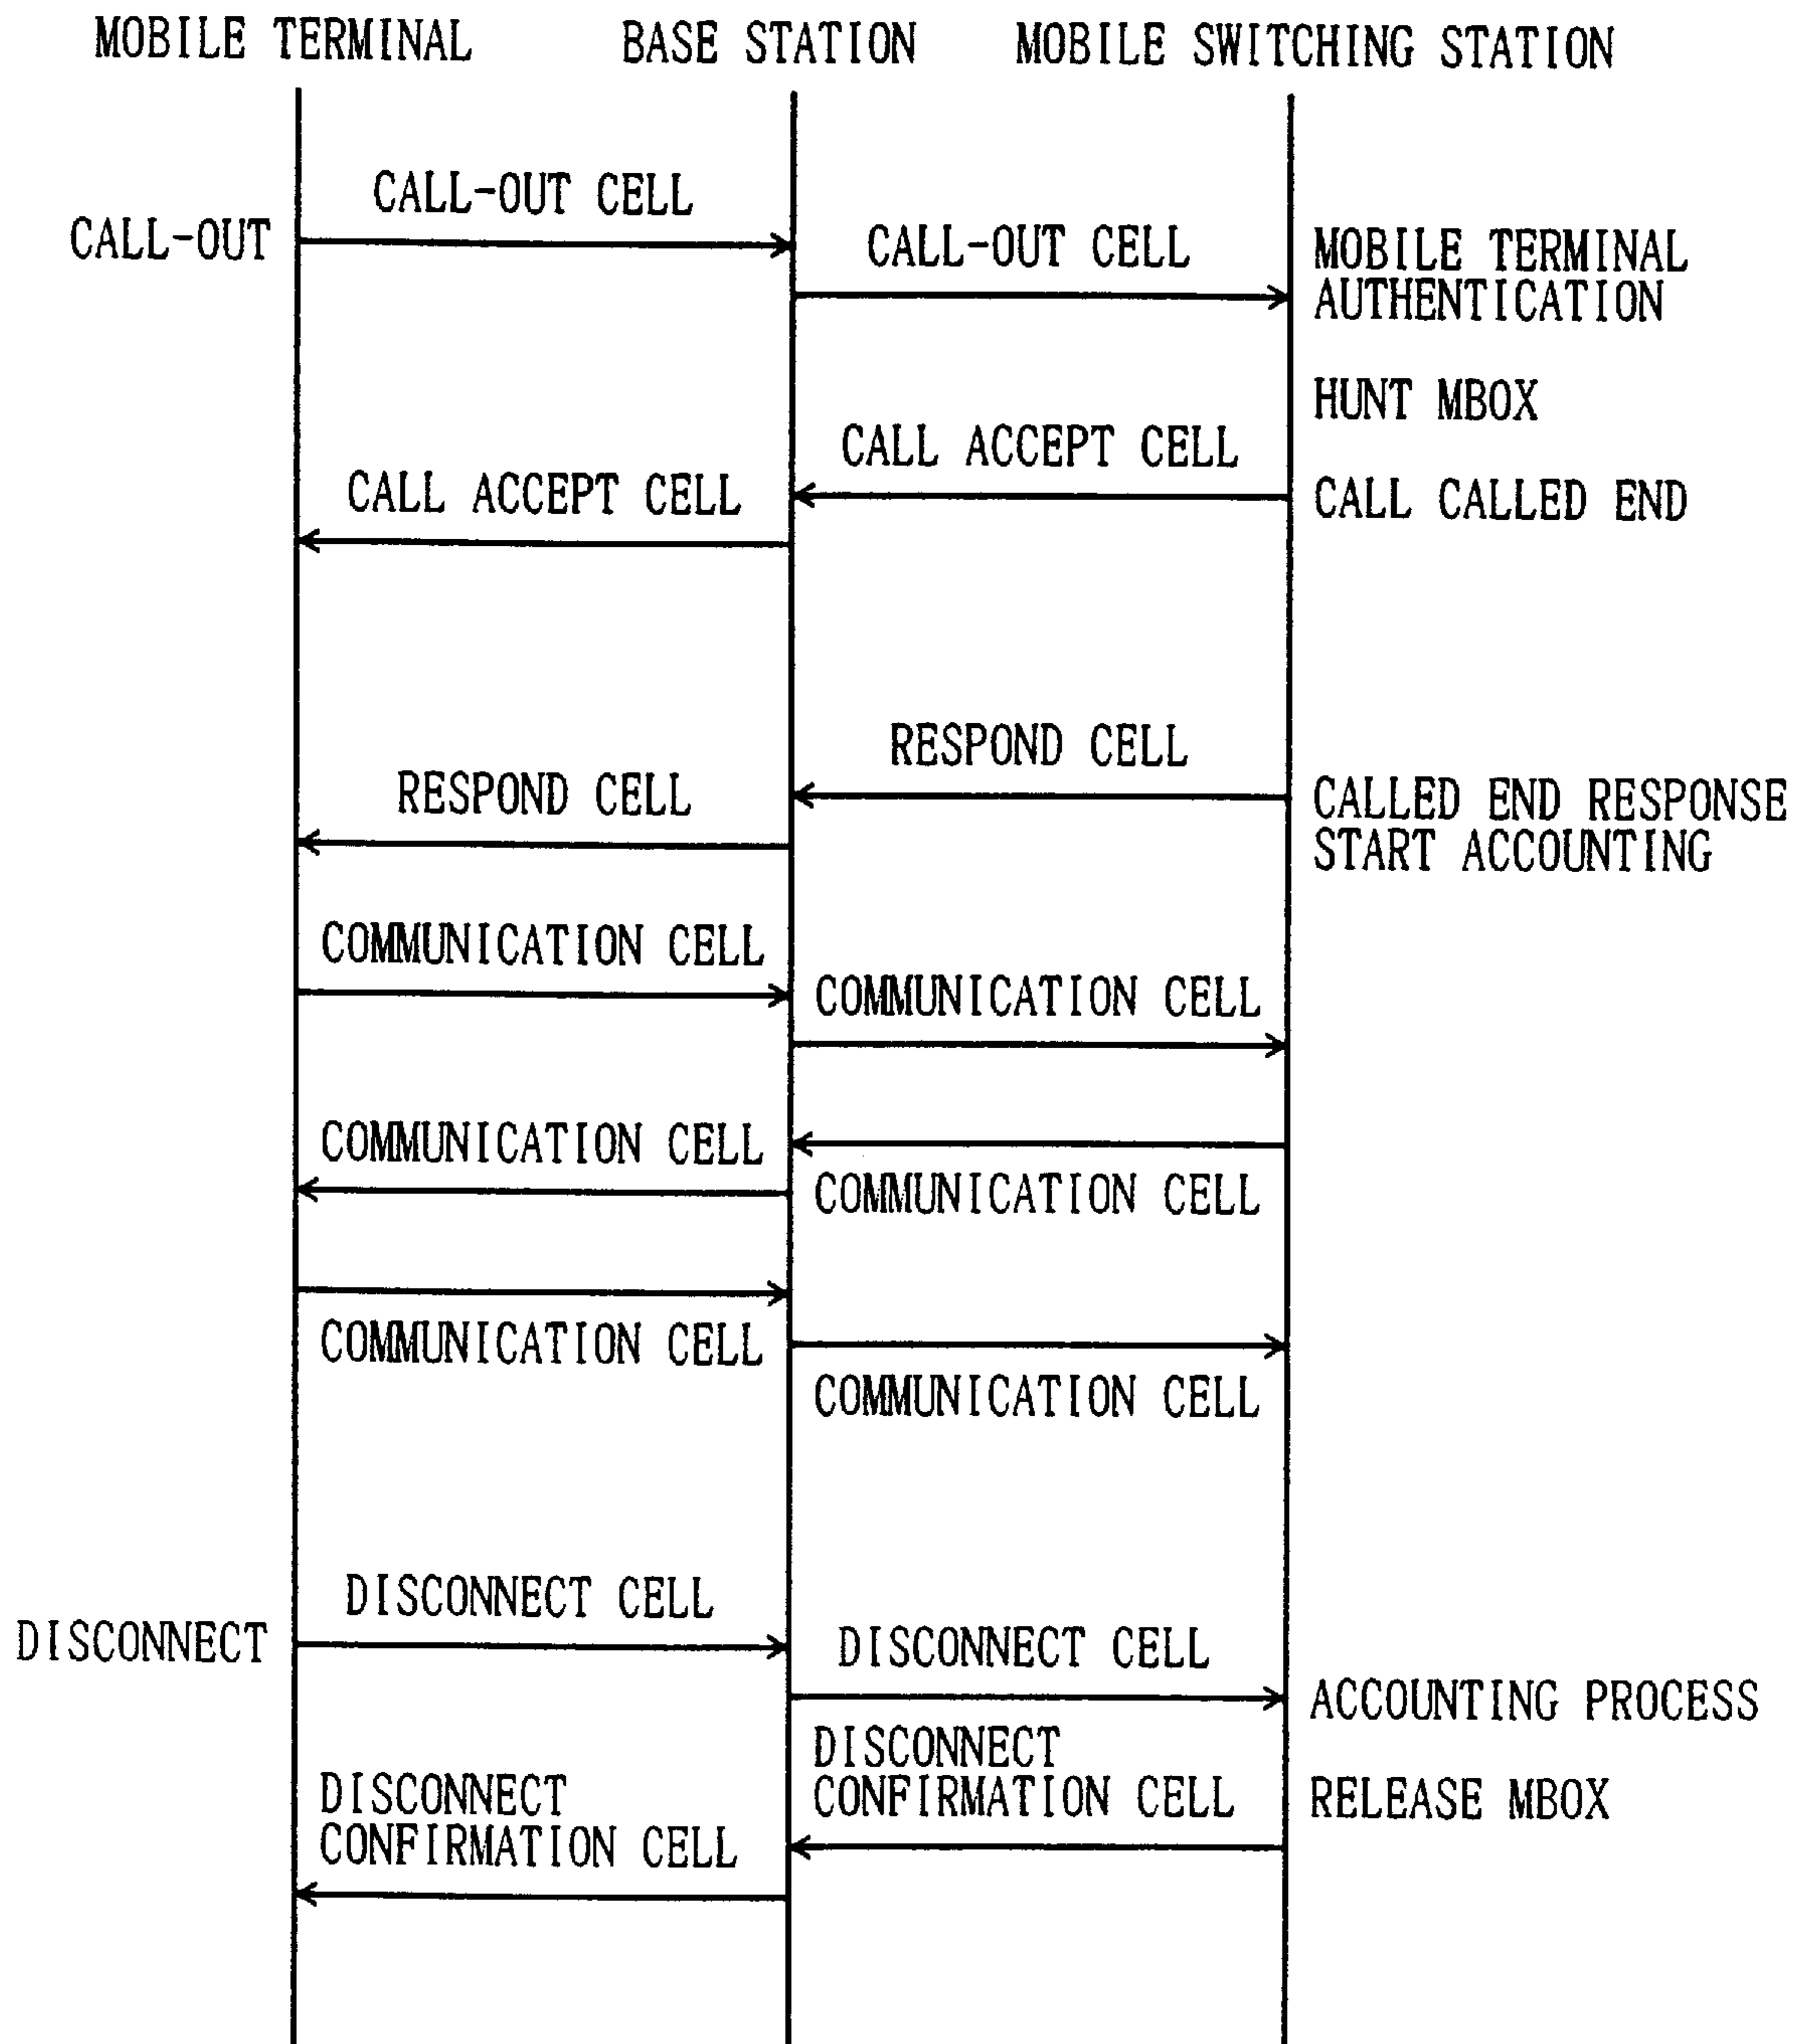 MOBILE TERMINAL
BASE STATION
MOBILE SWITCHING STATION
CALL-OUT CELL
CALL-OUT
CALL-OUT CELL
MOBILE TERMINAL
AUTHENTICATION
HUNT MBOX
CALL ACCEPT CELL
CALL ACCEPT CELL
CALL CALLED END
RESPOND CELL
RESPOND CELL
CALLED END RESPONSE
START ACCOUNTING
COMMUNICATION CELL
COMMUNICATION CELL
COMMUNICATION CELL
COMMUNICATION CELL
COMMUNICATION CELL
COMMUNICATION CELL
DISCONNECT CELL
DISCONNECT
DISCONNECT CELL
ACCOUNTING PROCESS
DISCONNECT
CONFIRMATION CELL
RELEASE MBOX
DISCONNECT
CONFIRMATION CELL